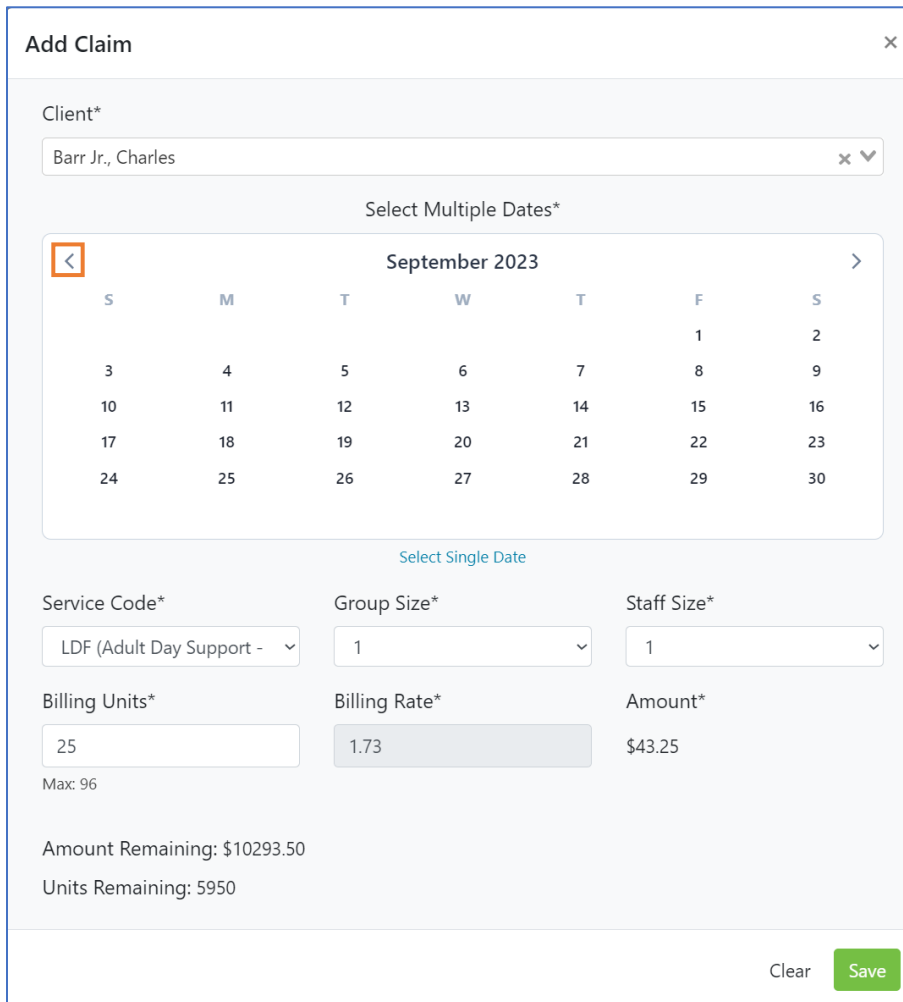 Add Claim ×
Client*
Barr Jr., Charles
Select Multiple Dates*
September 2023
S M T W T F S
1 2
3 4 5 6 7 8 9
10 11 12 13 14 15 16
17 18 19 20 21 22 23
24 25 26 27 28 29 30
Select Single Date
Service Code* Group Size* Staff Size*
LDF (Adult Day Support - 1 1
Billing Units* Billing Rate* Amount*
25 1.73 $43.25
Max: 96
Amount Remaining: $10293.50
Units Remaining: 5950
Clear Save